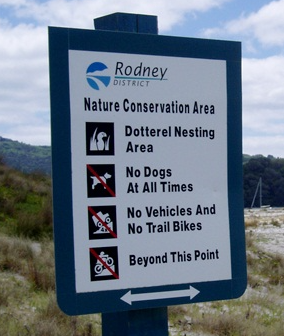 Rodney
DISTRICT
Nature Conservation Area
Dotterel Nesting
Area
No Dogs
At All Times
No Vehicles And
No Trail Bikes
Beyond This Point